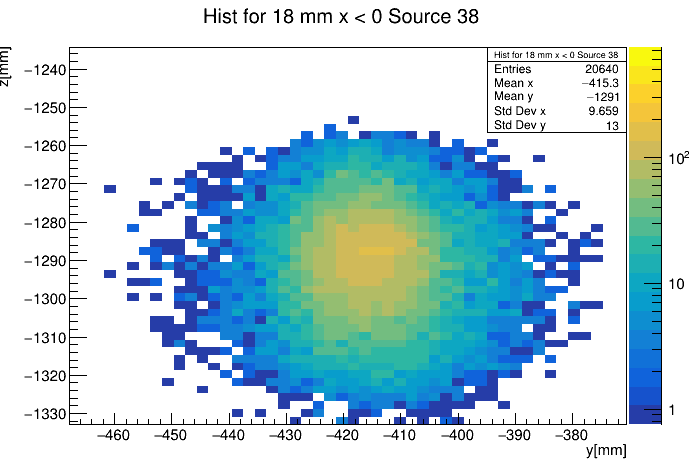 Hist for 18 mm x < 0 Source 38
z[mm]
Hist for 18 mm x < 0 Source 38
Entries 20640
Mean x −415.3
Mean y −1291
Std Dev x 9.659
Std Dev y 13
−1240
−1250
−1260
−1270
−1280
−1290
−1300
−1310
−1320
−1330
−460 −450 −440 −430 −420 −410 −400 −390 −380
y[mm]
10²
10
1